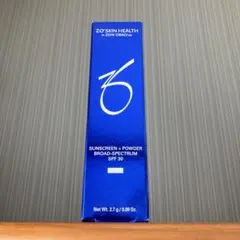 ZO® SKIN HEALTH
BY ZEIN OBAGI MD
SUNSCREEN + POWDER
BROAD-SPECTRUM
SPF 30
Net Wt. 2.7 g / 0.09 Oz.